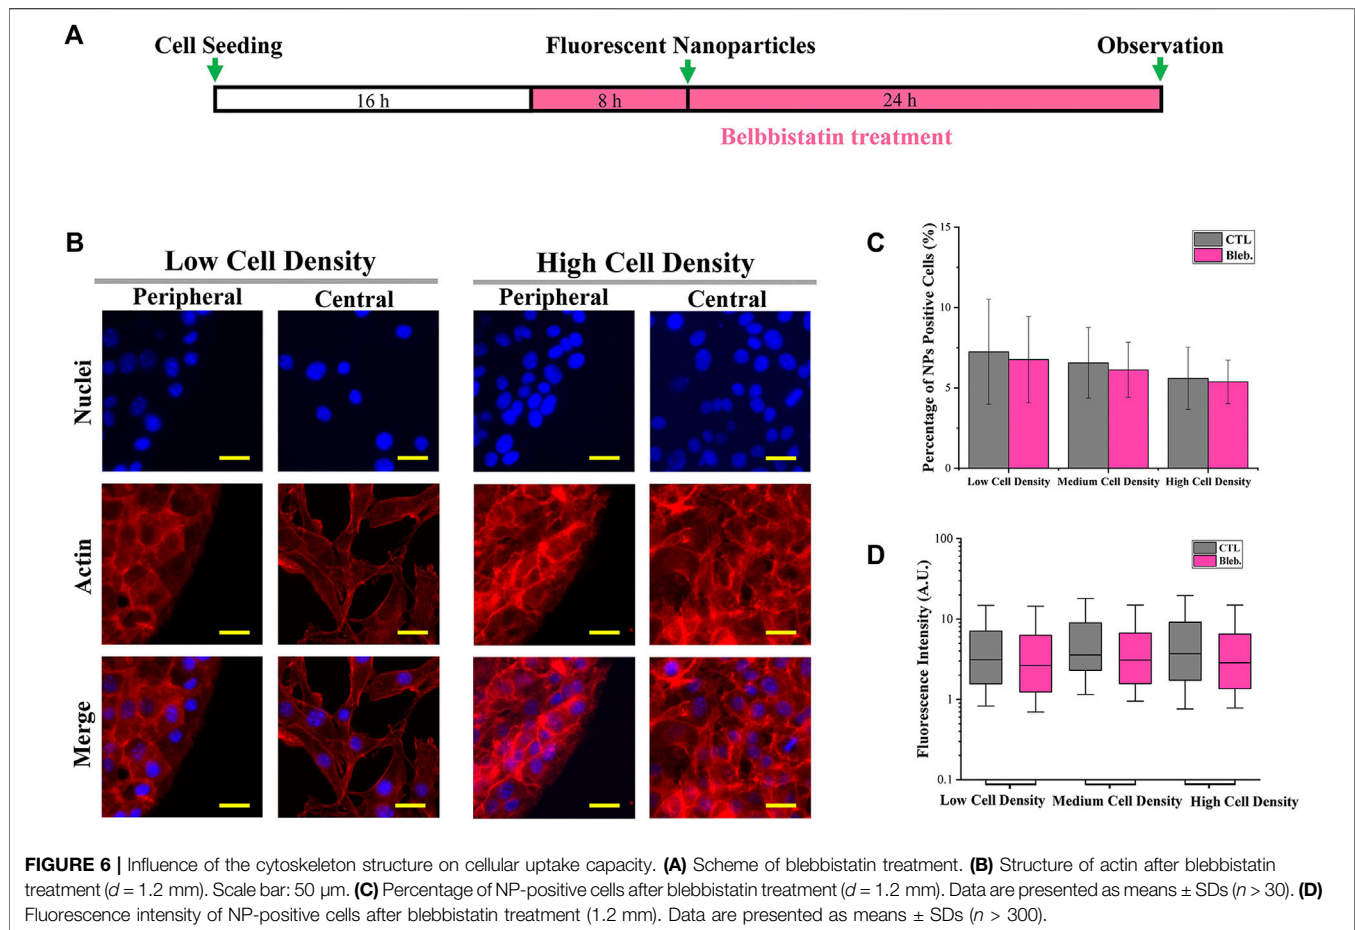 A
Cell Seeding
Fluorescent Nanoparticles
Observation
16 h
8 h
24 h
Belbbistatin treatment
B
Low Cell Density
High Cell Density
Peripheral
Central
Peripheral
Central
Nuclei
Actin
Merge
C
Percentage of NPs Positive Cells (%)
15
10
5
0
CTL
Bleb.
Low Cell Density
Medium Cell Density
High Cell Density
D
Fluorescence Intensity (A.U.)
100
10
1
0.1
CTL
Bleb.
Low Cell Density
Medium Cell Density
High Cell Density
FIGURE 6 | Influence of the cytoskeleton structure on cellular uptake capacity. (A) Scheme of blebbistatin treatment. (B) Structure of actin after blebbistatin
treatment (d = 1.2 mm). Scale bar: 50 μm. (C) Percentage of NP-positive cells after blebbistatin treatment (d = 1.2 mm). Data are presented as means ± SDs (n > 30). (D)
Fluorescence intensity of NP-positive cells after blebbistatin treatment (1.2 mm). Data are presented as means ± SDs (n > 300).